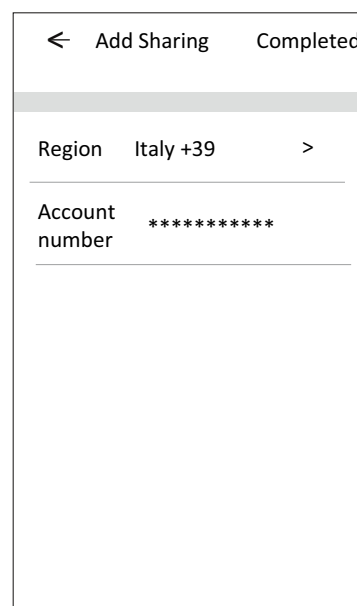 ← Add Sharing Completed
Region Italy +39 >
Account
number ***********